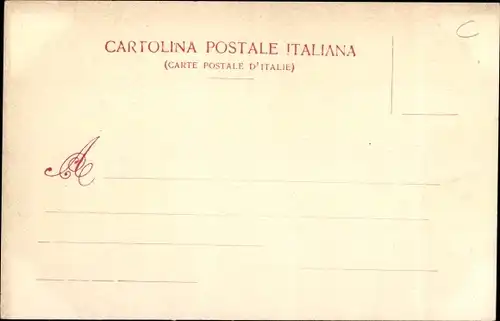 CARTOLINA POSTALE ITALIANA
(CARTE POSTALE D'ITALIE)
C
A